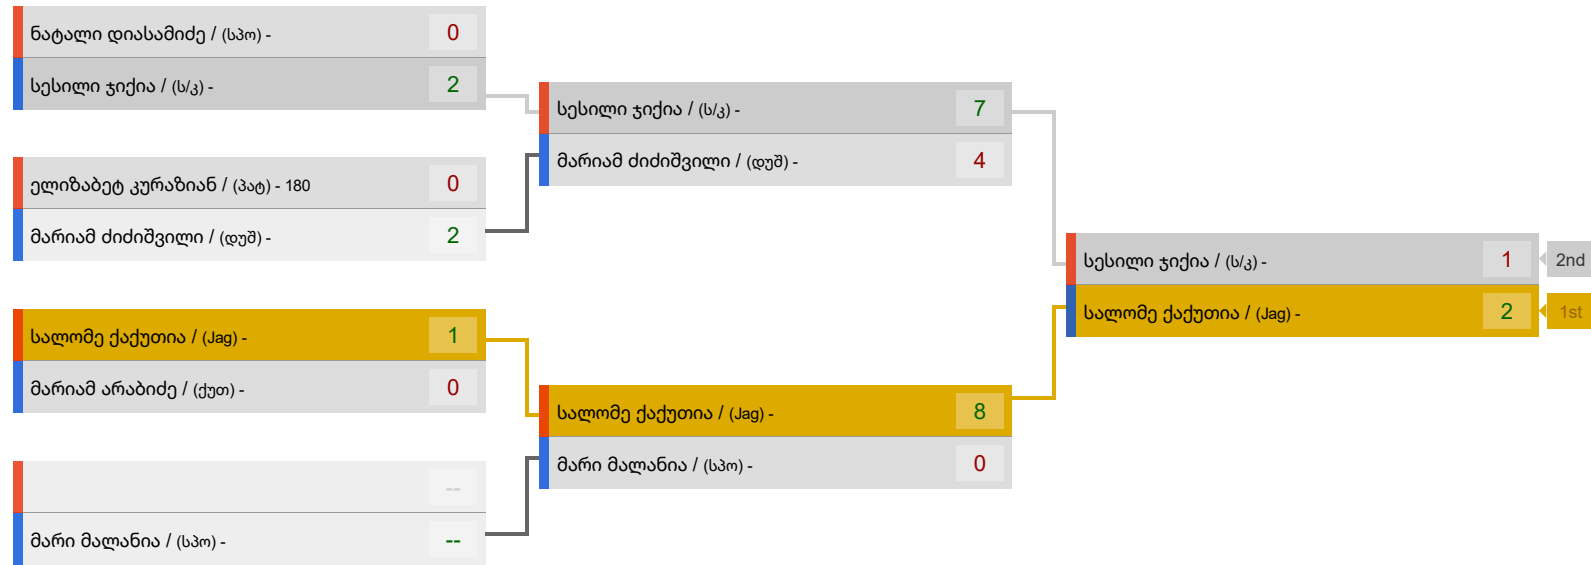 ნატალი დიასამიძე / (სპო) - 0
სესილი ჯიქია / (ს/კ) - 2
ელიზაბეტ კურაზიან / (პატ) - 180 0
მარიამ ძიძიშვილი / (დუშ) - 2
სალომე ქაქუთია / (Jag) - 1
მარიამ არაბიძე / (ქუთ) - 0
--
მარი მალანია / (სპო) - --
სესილი ჯიქია / (ს/კ) - 7
მარიამ ძიძიშვილი / (დუშ) - 4
სალომე ქაქუთია / (Jag) - 8
მარი მალანია / (სპო) - 0
სესილი ჯიქია / (ს/კ) - 1 2nd
სალომე ქაქუთია / (Jag) - 2 1st